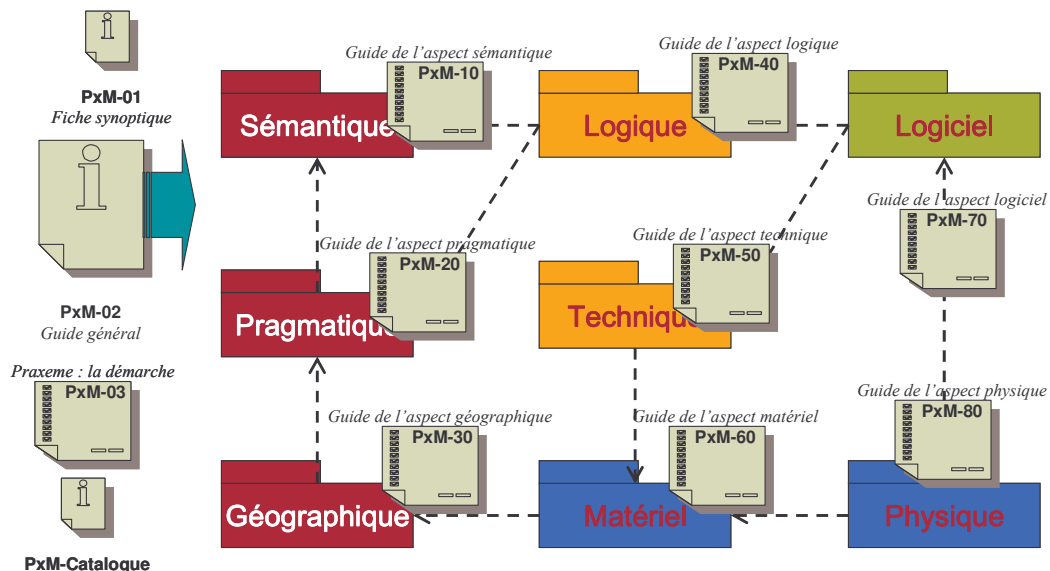 PxM-01
Fiche synoptique
PxM-02
Guide général
Praxeme : la démarche
PxM-03
PxM-Catalogue
Guide de l'aspect sémantique
PxM-10
Sémantique
Guide de l'aspect logique
PxM-40
Logique
Logiciel
Guide de l'aspect logiciel
PxM-70
Guide de l'aspect pragmatique
PxM-20
Pragmatique
Guide de l'aspect technique
PxM-50
Technique
Guide de l'aspect géographique
PxM-30
Géographique
Guide de l'aspect matériel
PxM-60
Matériel
Guide de l'aspect physique
PxM-80
Physique